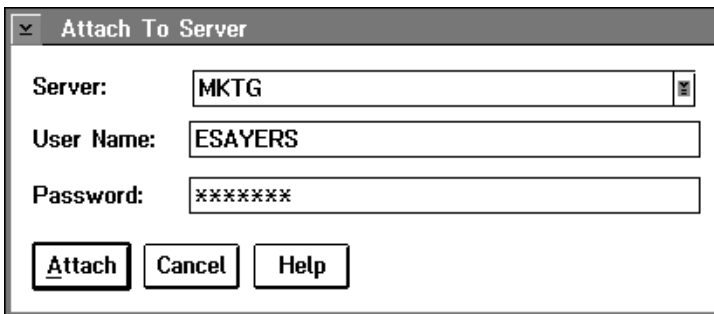 Attach To Server
Server: MKTG
User Name: ESAYERS
Password: *******
Attach Cancel Help